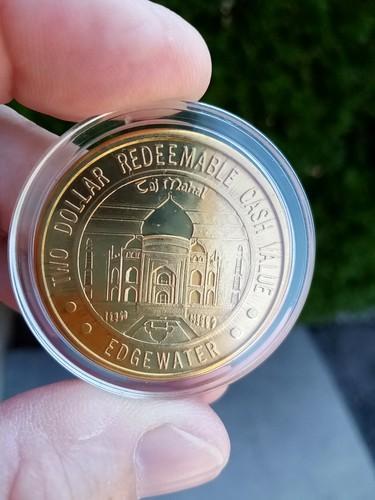 TWO DOLLAR REDEEMABLE CASH VALUE
Taj Mahal
EDGEWATER